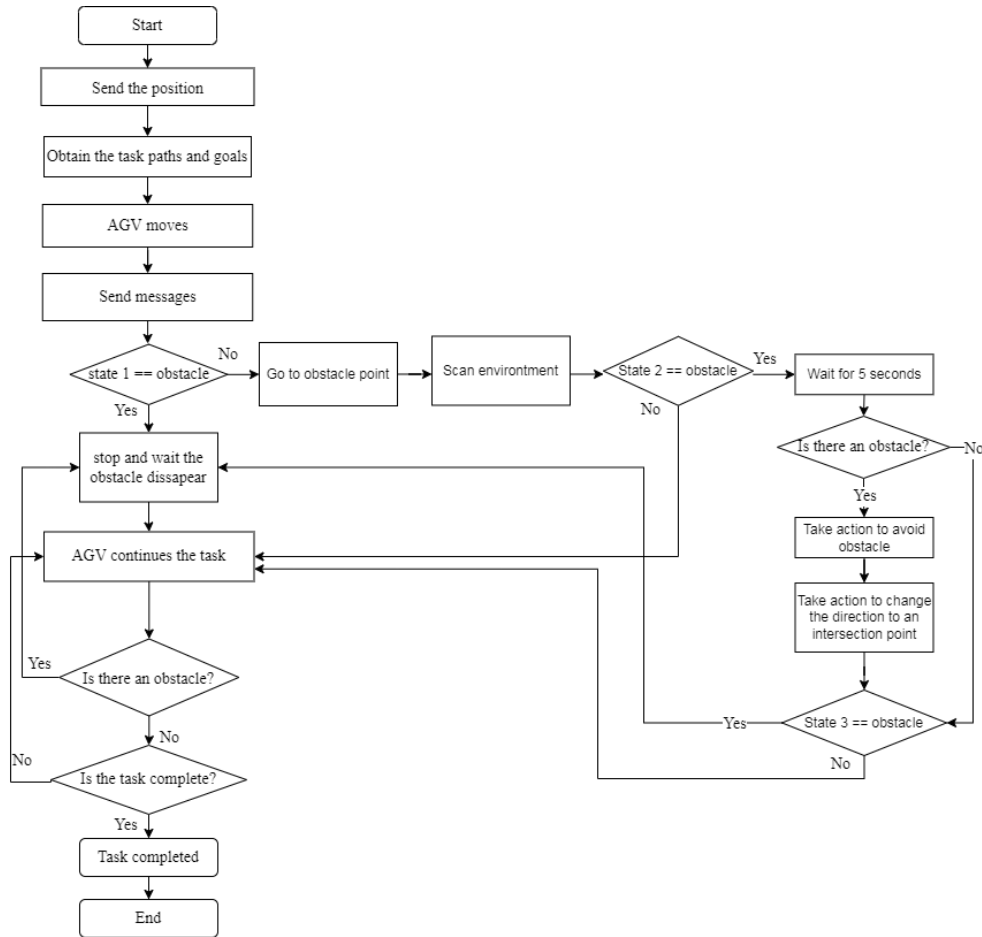 Start
Send the position
Obtain the task paths and goals
AGV moves
Send messages
state 1 == obstacle
No
Yes
Go to obstacle point
Scan environtment
State 2 == obstacle
Yes
No
Wait for 5 seconds
Is there an obstacle?
No
Yes
Take action to avoid
obstacle
Take action to change
the direction to an
intersection point
State 3 == obstacle
Yes
No
stop and wait the
obstacle dissapear
AGV continues the task
Is there an obstacle?
Yes
No
Is the task complete?
No
Yes
Task completed
End